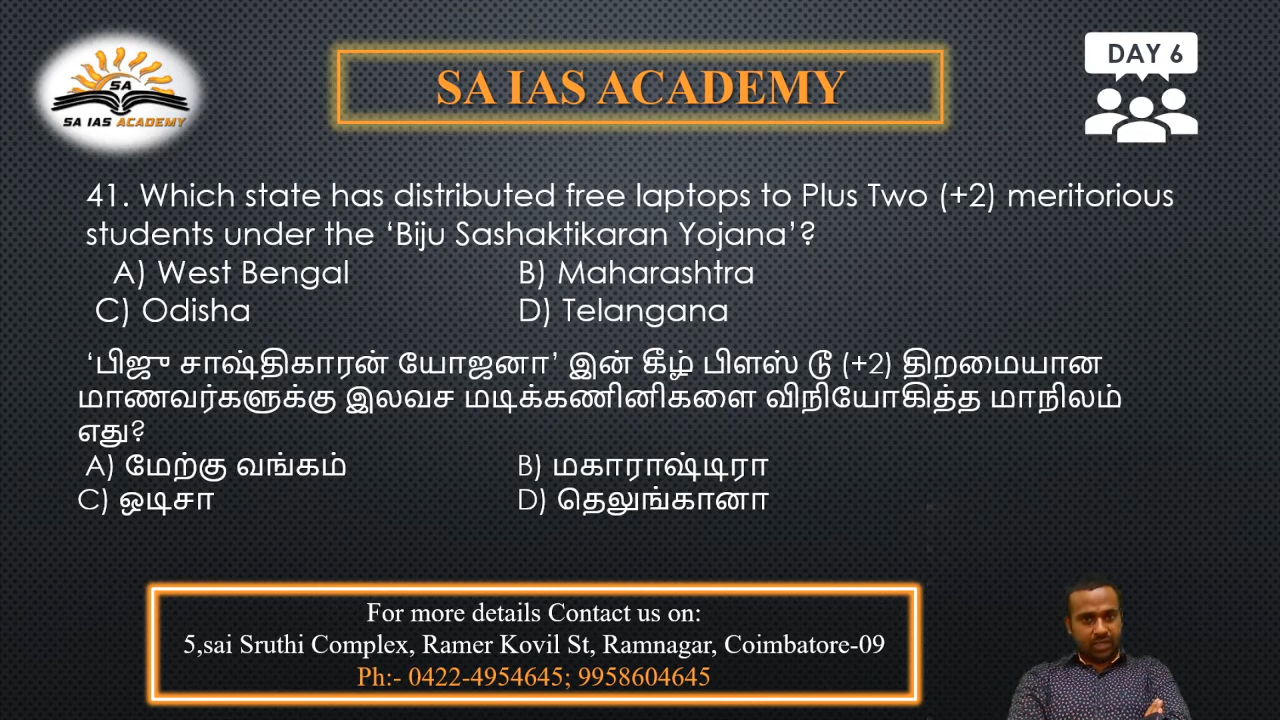 SA
SA IAS ACADEMY
SA IAS ACADEMY
DAY 6
41. Which state has distributed free laptops to Plus Two (+2) meritorious
students under the ‘Biju Sashaktikaran Yojana’?
A) West Bengal B) Maharashtra
C) Odisha D) Telangana
‘பிஜு சாஷ்திகாரன் யோஜனா’ இன் கீழ் பிளஸ் டூ (+2) திறமையான
மாணவர்களுக்கு இலவச மடிக்கணினிகளை விநியோகித்த மாநிலம்
எது?
A) மேற்கு வங்கம் B) மகாராஷ்டிரா
C) ஒடிசா D) தெலுங்கானா
For more details Contact us on:
5,sai Sruthi Complex, Ramer Kovil St, Ramnagar, Coimbatore-09
Ph:- 0422-4954645; 9958604645